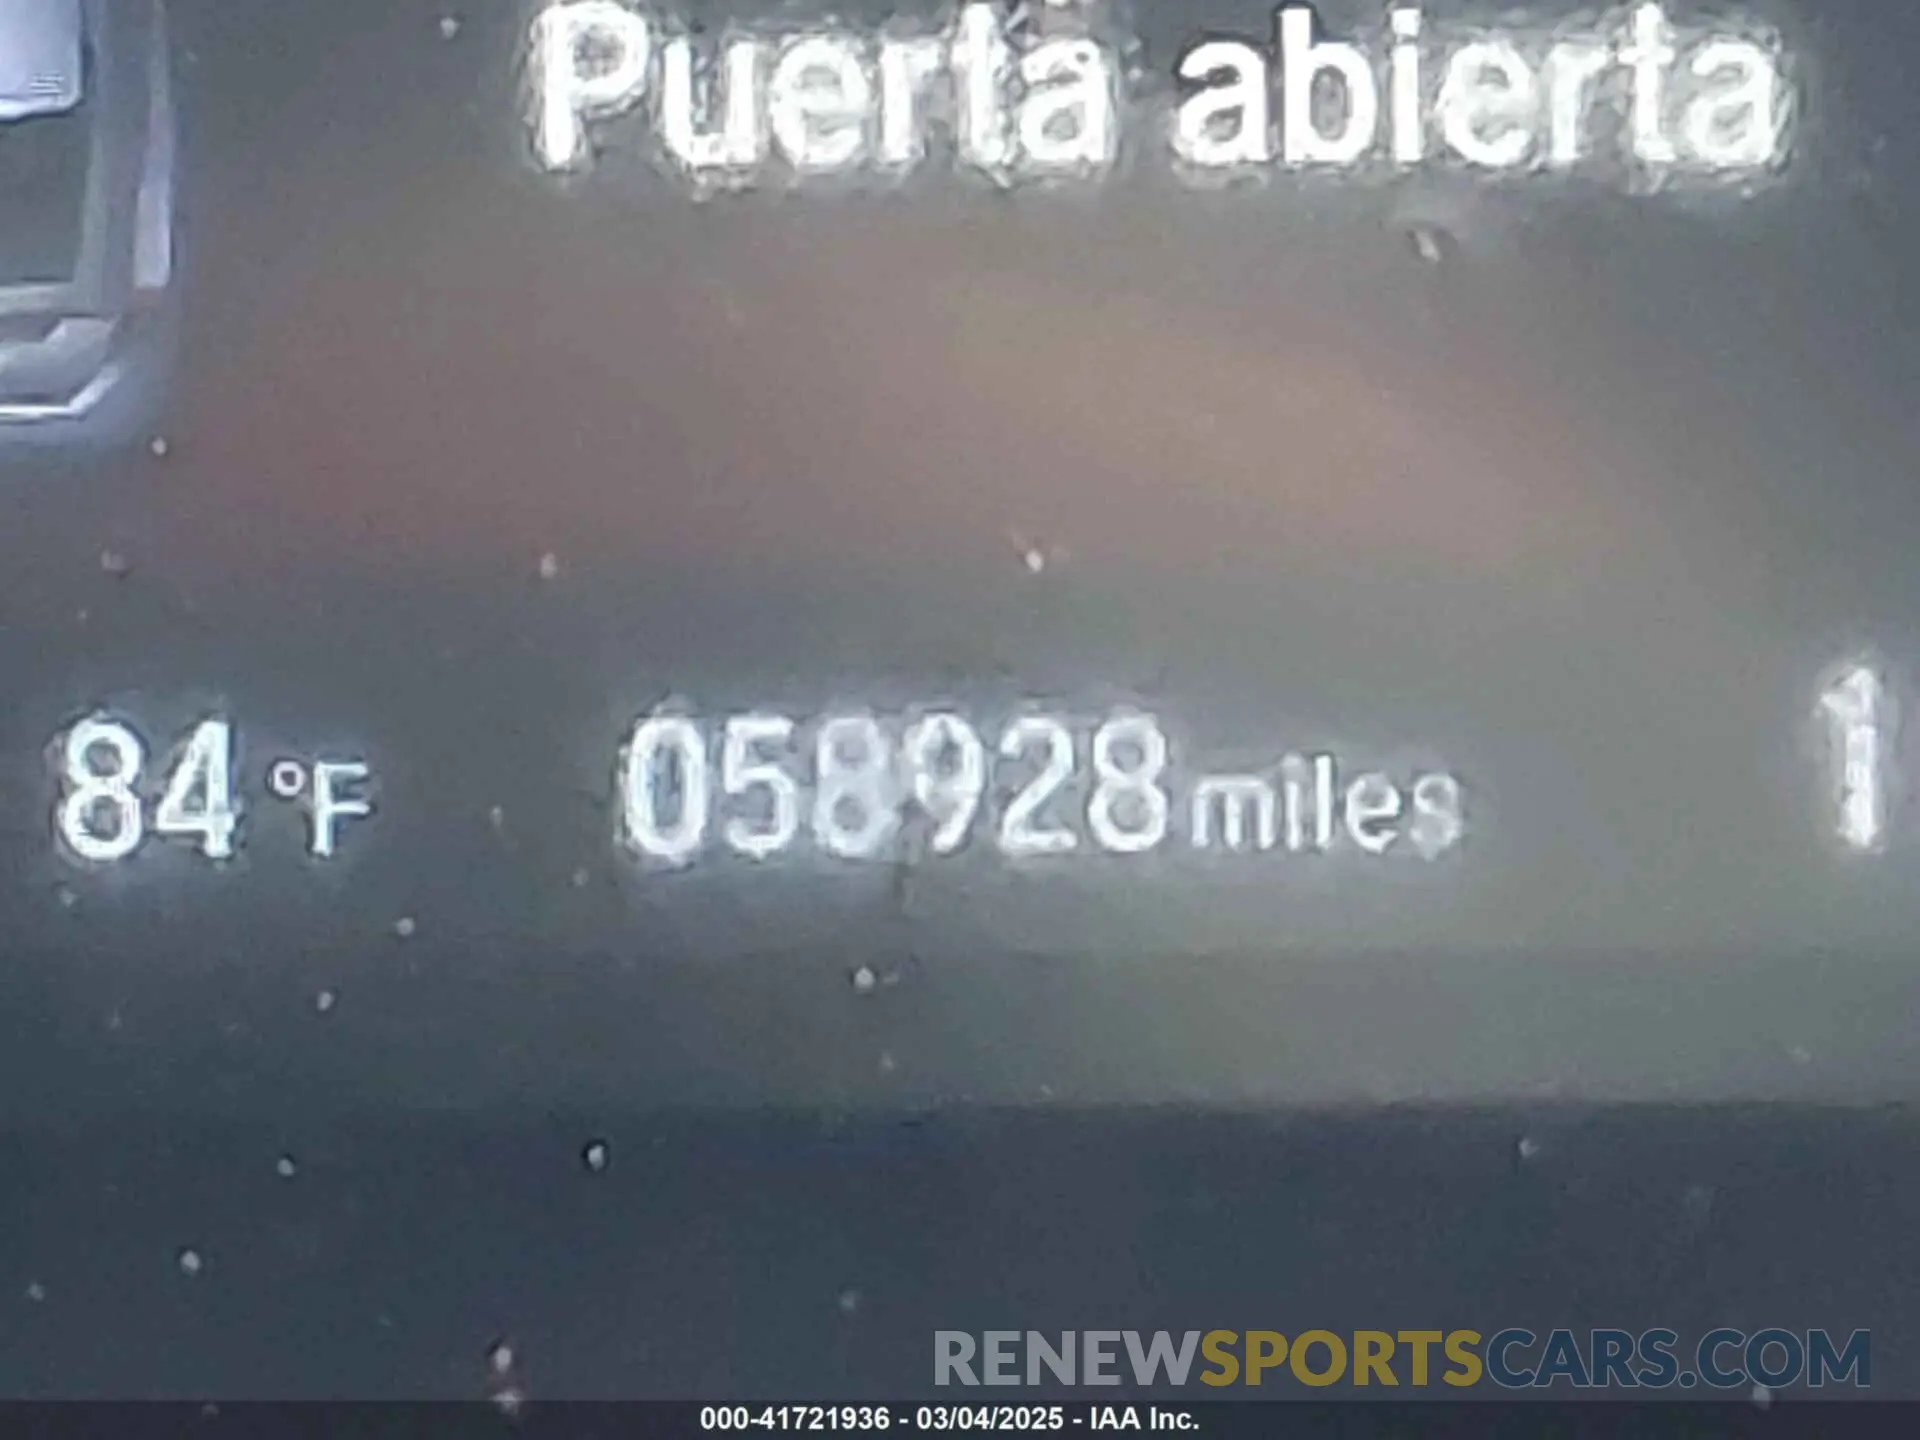 Puerta abierta
84 °F 058928 miles 1
RENEWSPORTSCARS.COM
000-41721936 - 03/04/2025 - IAA Inc.